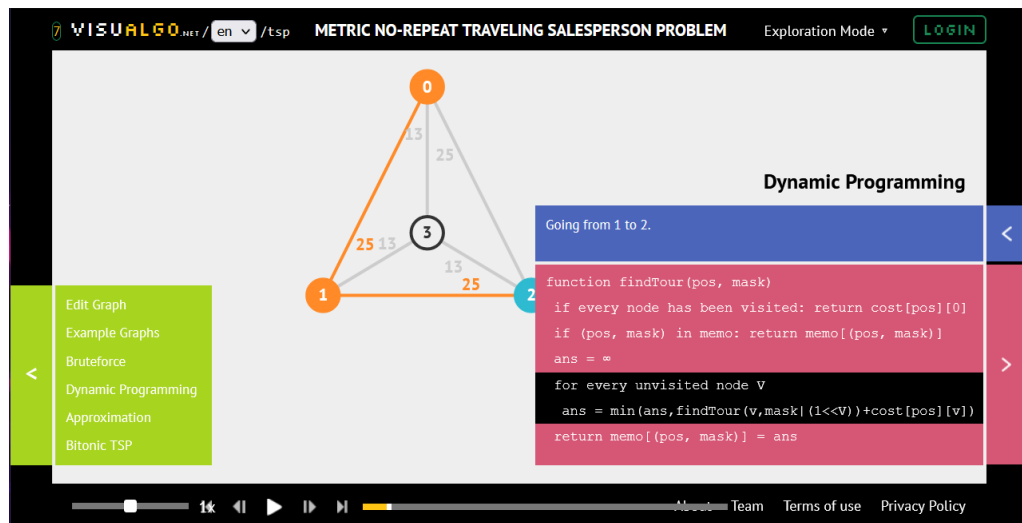 7 VISUALGO.NET / en /tsp METRIC NO-REPEAT TRAVELING SALESPERSON PROBLEM Exploration Mode ▾ LOGIN
0
13
25
3
25 13
13
25
1
2
Dynamic Programming
Going from 1 to 2.
function findTour(pos, mask)
if every node has been visited: return cost[pos][0]
if (pos, mask) in memo: return memo[(pos, mask)]
ans = ∞
for every unvisited node V
ans = min(ans,findTour(v,mask|(1<<V))+cost[pos][v])
return memo[(pos, mask)] = ans
<
>
<
Edit Graph
Example Graphs
Bruteforce
Dynamic Programming
Approximation
Bitonic TSP
1x About Team Terms of use Privacy Policy